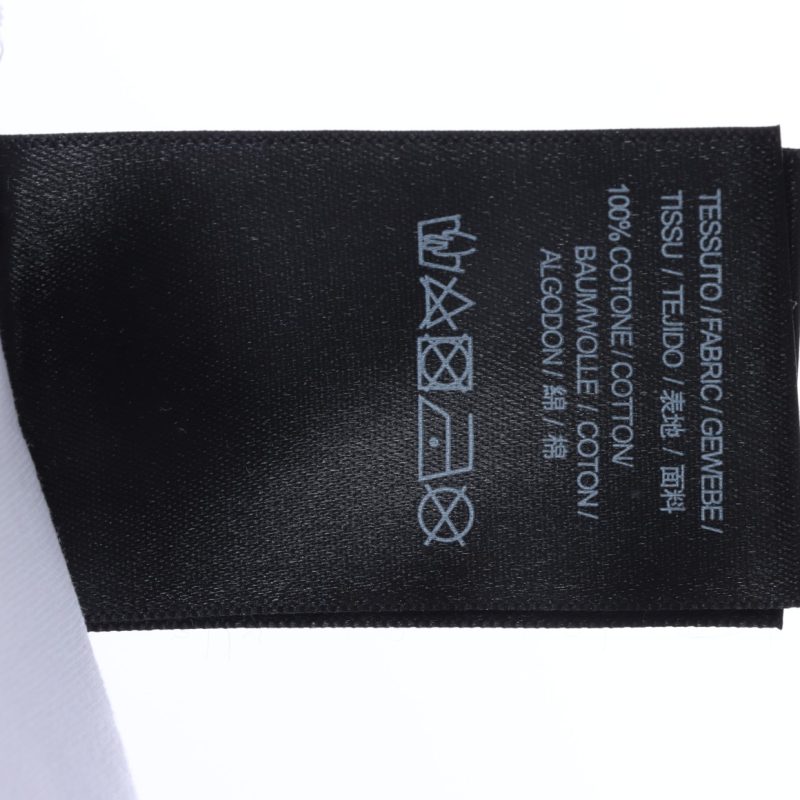 TESSUTO / FABRIC / GEWEBE /
TISSU / TEJIDO / 表地 / 面料
100% COTONE / COTTON /
BAUMWOLLE / COTON /
ALGODON / 綿 / 棉